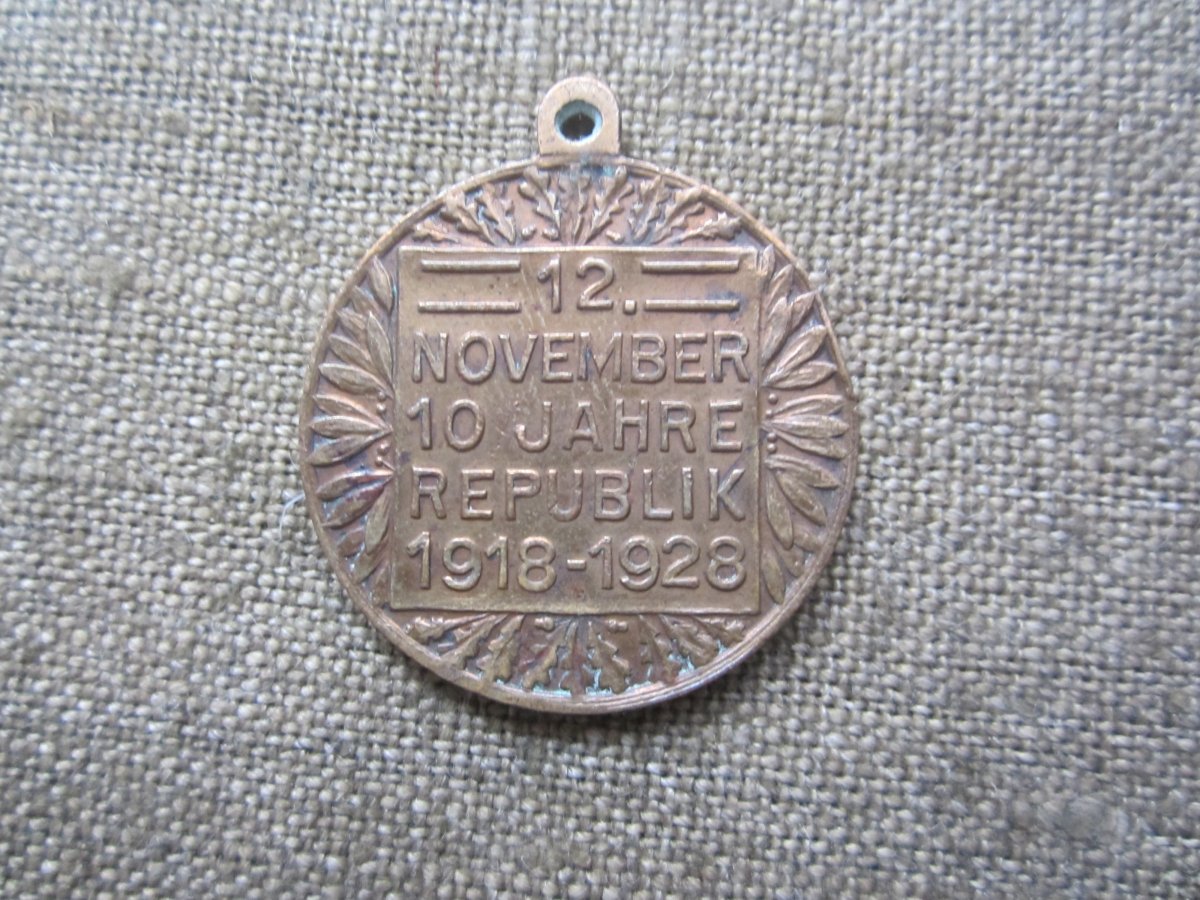 12.
NOVEMBER
10 JAHRE
REPUBLIK
1918-1928